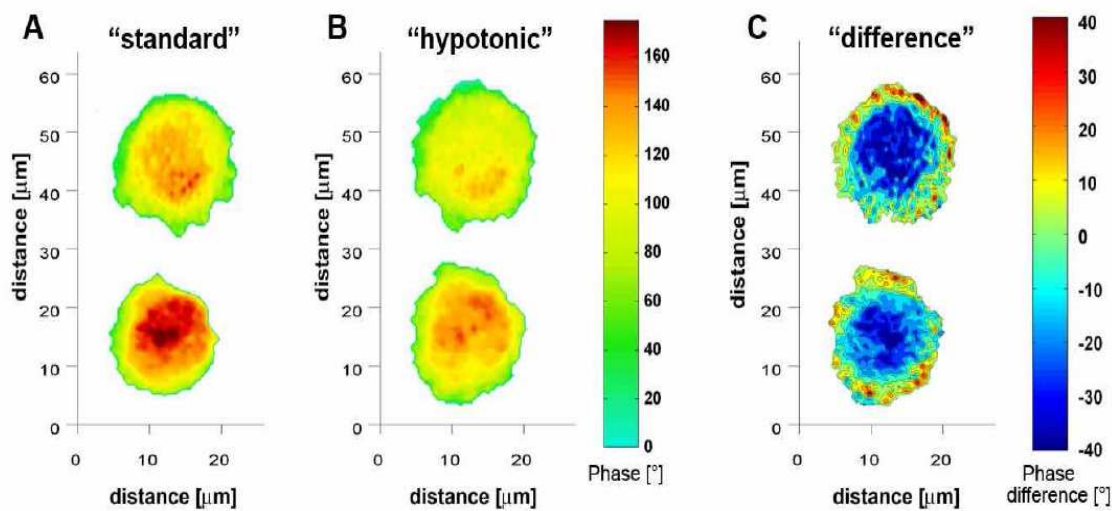 A "standard"
B "hypotonic"
C "difference"
distance [µm]
60
50
40
30
20
10
0
0 10 20
distance [µm]
60
50
40
30
20
10
0
0 10 20
distance [µm]
160
140
120
100
80
60
40
20
0
Phase [°]
distance [µm]
60
50
40
30
20
10
0
0 10 20
distance [µm]
40
30
20
10
0
-10
-20
-30
-40
Phase
difference [°]
distance [µm]